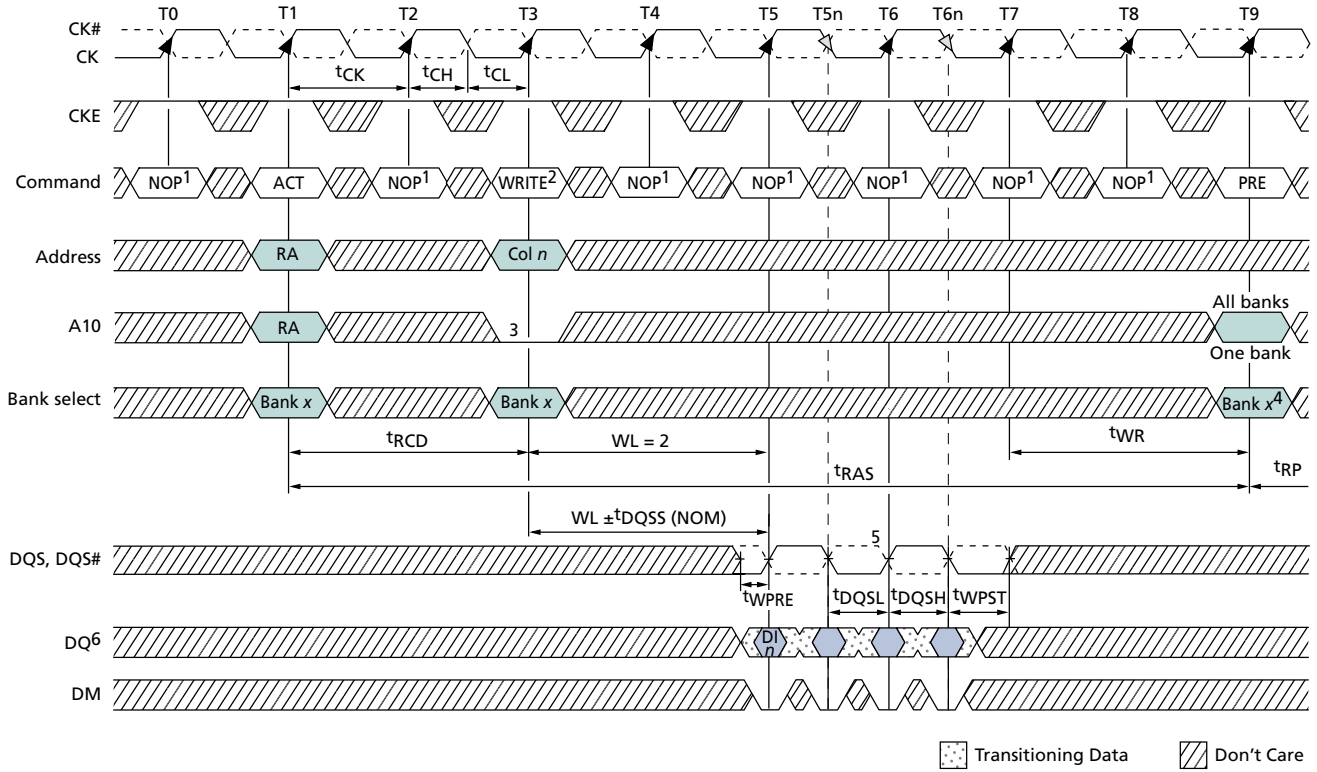 T0 T1 T2 T3 T4 T5 T5n T6 T6n T7 T8 T9
CK#
CK
tCK tCH tCL
CKE
Command NOP1 ACT NOP1 WRITE2 NOP1 NOP1 NOP1 NOP1 NOP1 PRE
Address RA Col n
All banks
A10 RA 3
One bank
Bank select Bank x Bank x Bank x4
tRCD WL = 2 tWR
tRAS tRP
WL ±tDQSS (NOM)
5
DQS, DQS#
tWPRE tDQSL tDQSH tWPST
DQ6 DI
n
DM
Transitioning Data Don't Care